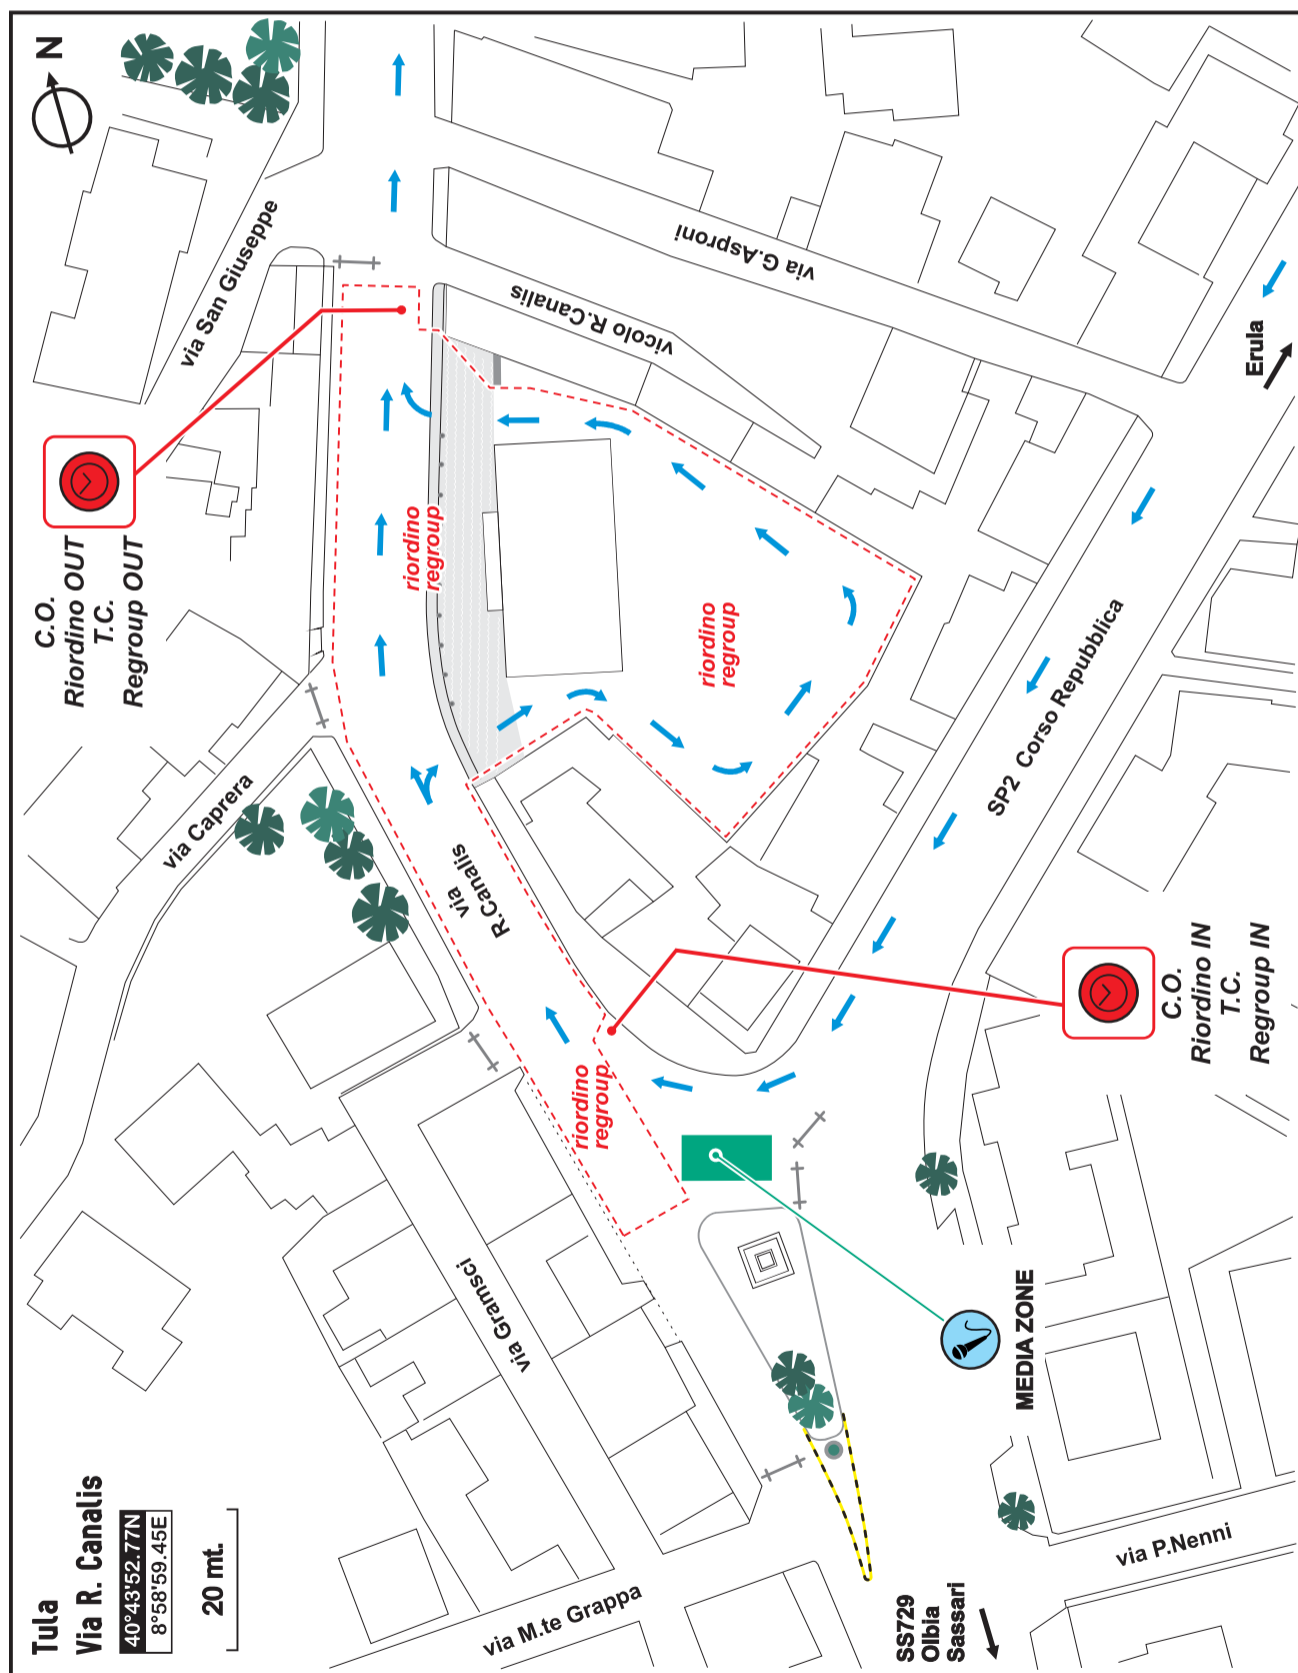 Tula
Via R. Canalis
40°43'52.77N
8°58'59.45E
20 mt.
N
C.O.
Riordino OUT
T.C.
Regroup OUT
via San Giuseppe
via Caprera
via Gramsci
via M.te Grappa
via
R.Canalis
riordino
regroup
riordino
regroup
riordino
regroup
vicolo R.Canalis
via G.Asproni
SP2 Corso Repubblica
Erula
C.O.
Riordino IN
T.C.
Regroup IN
MEDIA ZONE
via P.Nenni
SS729
Olbia
Sassari